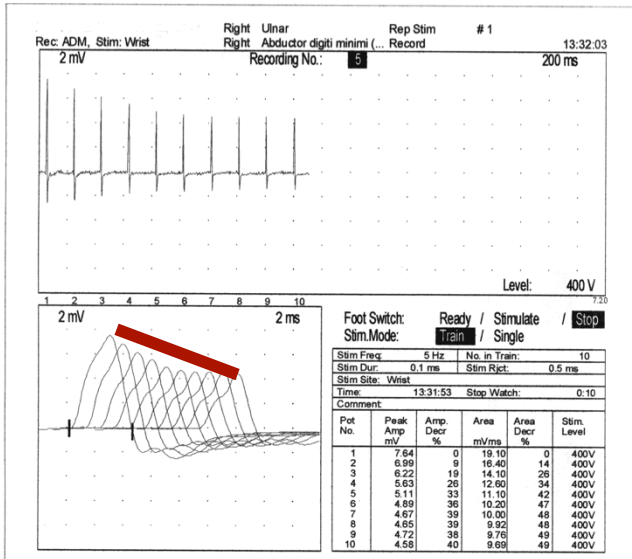 Right Ulnar Rep Stim # 1
Rec: ADM, Stim: Wrist Right Abductor digiti minimi (... Record 13:32:03
2 mV Recording No.: 5 200 ms
Level: 400 V
1 2 3 4 5 6 7 8 9 10 7.20
2 mV 2 ms
Foot Switch: Ready / Stimulate / Stop
Stim.Mode: Train / Single
Stim Freq: 5 Hz No. in Train: 10
Stim Dur: 0.1 ms Stim Rjct: 0.5 ms
Stim Site: Wrist
Time: 13:31:53 Stop Watch: 0:10
Comment:
Pot Peak Amp. Area Area Stim.
No. Amp Decr Decr Level
mV % mVms %
1 7.64 0 19.10 0 400V
2 6.99 9 16.40 14 400V
3 6.22 19 14.10 26 400V
4 5.63 26 12.60 34 400V
5 5.11 33 11.10 42 400V
6 4.89 36 10.20 47 400V
7 4.67 39 10.00 48 400V
8 4.65 39 9.92 48 400V
9 4.72 38 9.76 49 400V
10 4.58 40 9.69 49 400V